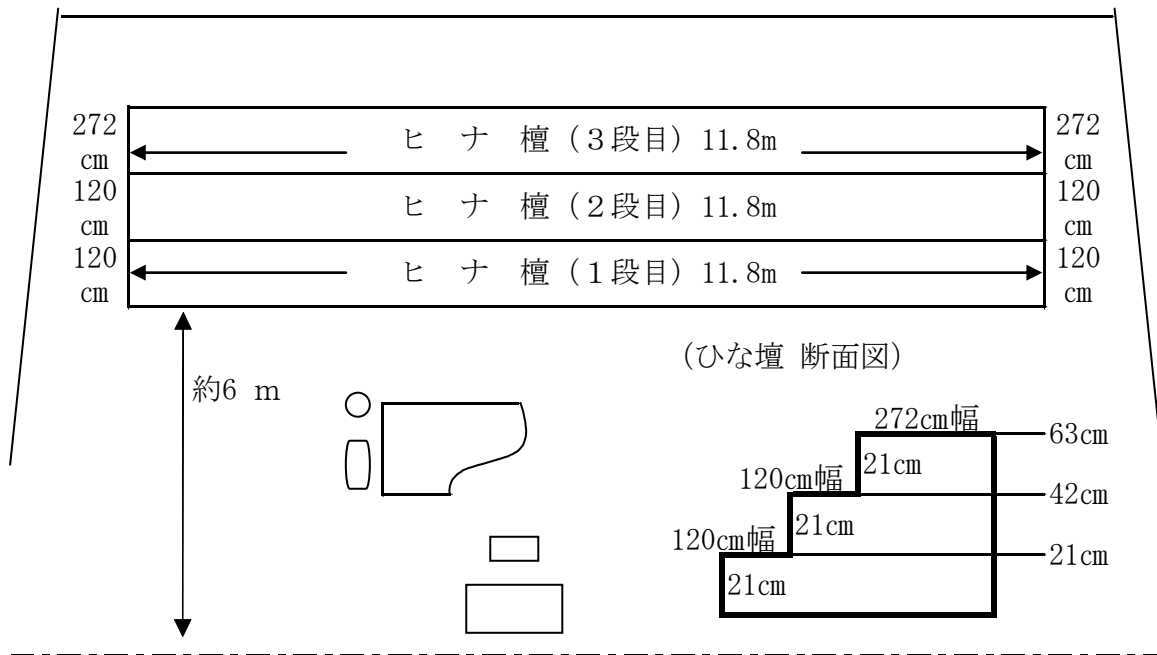 272
cm
ヒ ナ 檀（３段目）11.8m
272
cm
120
cm
ヒ ナ 檀（２段目）11.8m
120
cm
120
cm
ヒ ナ 檀（１段目）11.8m
120
cm
約6 m
(ひな壇 断面図)
272cm幅
63cm
21cm
120cm幅
42cm
21cm
120cm幅
21cm
21cm